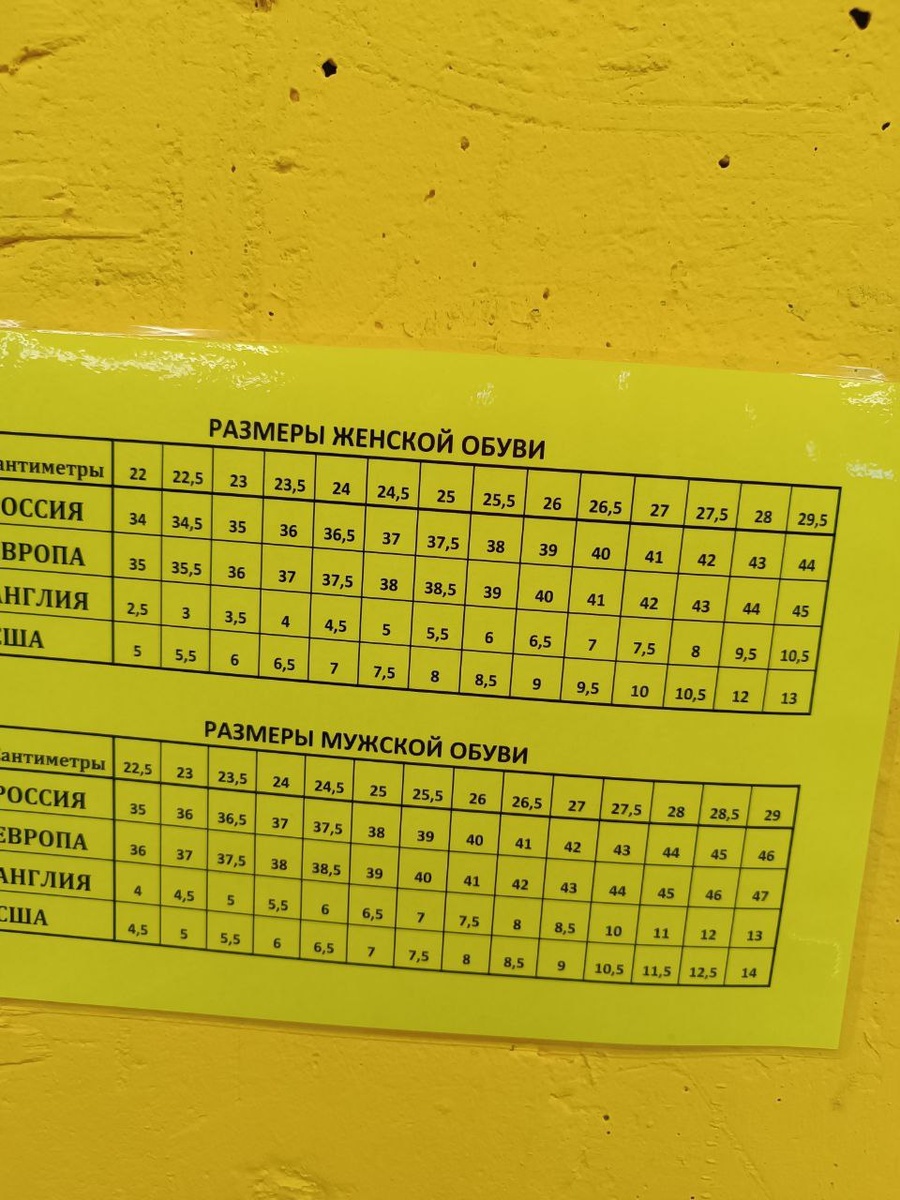 РАЗМЕРЫ ЖЕНСКОЙ ОБУВИ
антиметры 22 22,5 23 23,5 24 24,5 25 25,5 26 26,5 27 27,5 28 29,5
ОССИЯ 34 34,5 35 36 36,5 37 37,5 38 39 40 41 42 43 44
ВРОПА 35 35,5 36 37 37,5 38 38,5 39 40 41 42 43 44 45
АНГЛИЯ 2,5 3 3,5 4 4,5 5 5,5 6 6,5 7 7,5 8 9,5 10,5
США 5 5,5 6 6,5 7 7,5 8 8,5 9 9,5 10 10,5 12 13
РАЗМЕРЫ МУЖСКОЙ ОБУВИ
Сантиметры 22,5 23 23,5 24 24,5 25 25,5 26 26,5 27 27,5 28 28,5 29
РОССИЯ 35 36 36,5 37 37,5 38 39 40 41 42 43 44 45 46
ЕВРОПА 36 37 37,5 38 38,5 39 40 41 42 43 44 45 46 47
АНГЛИЯ 4 4,5 5 5,5 6 6,5 7 7,5 8 8,5 10 11 12 13
США 4,5 5 5,5 6 6,5 7 7,5 8 8,5 9 10,5 11,5 12,5 14